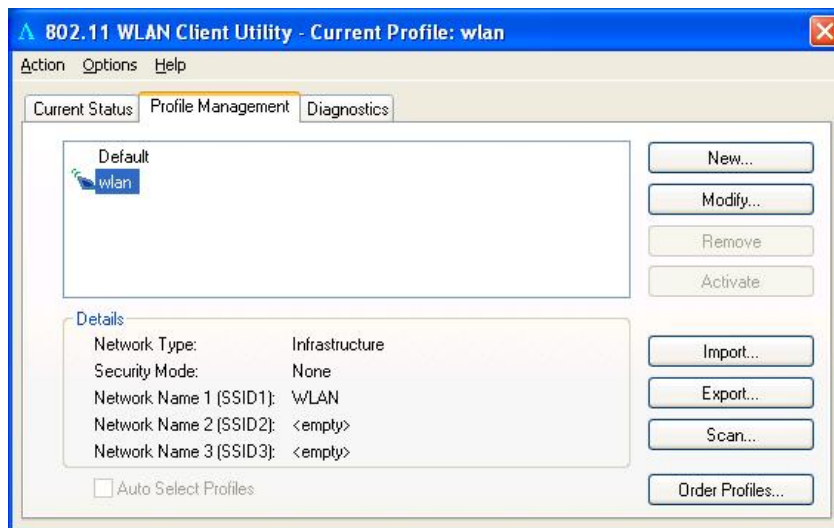 802.11 WLAN Client Utility - Current Profile: wlan
Action Options Help
Current Status Profile Management Diagnostics
Default
wlan
New...
Modify...
Remove
Activate
Details
Network Type: Infrastructure
Security Mode: None
Network Name 1 (SSID1): WLAN
Network Name 2 (SSID2): <empty>
Network Name 3 (SSID3): <empty>
Auto Select Profiles
Import...
Export...
Scan...
Order Profiles...